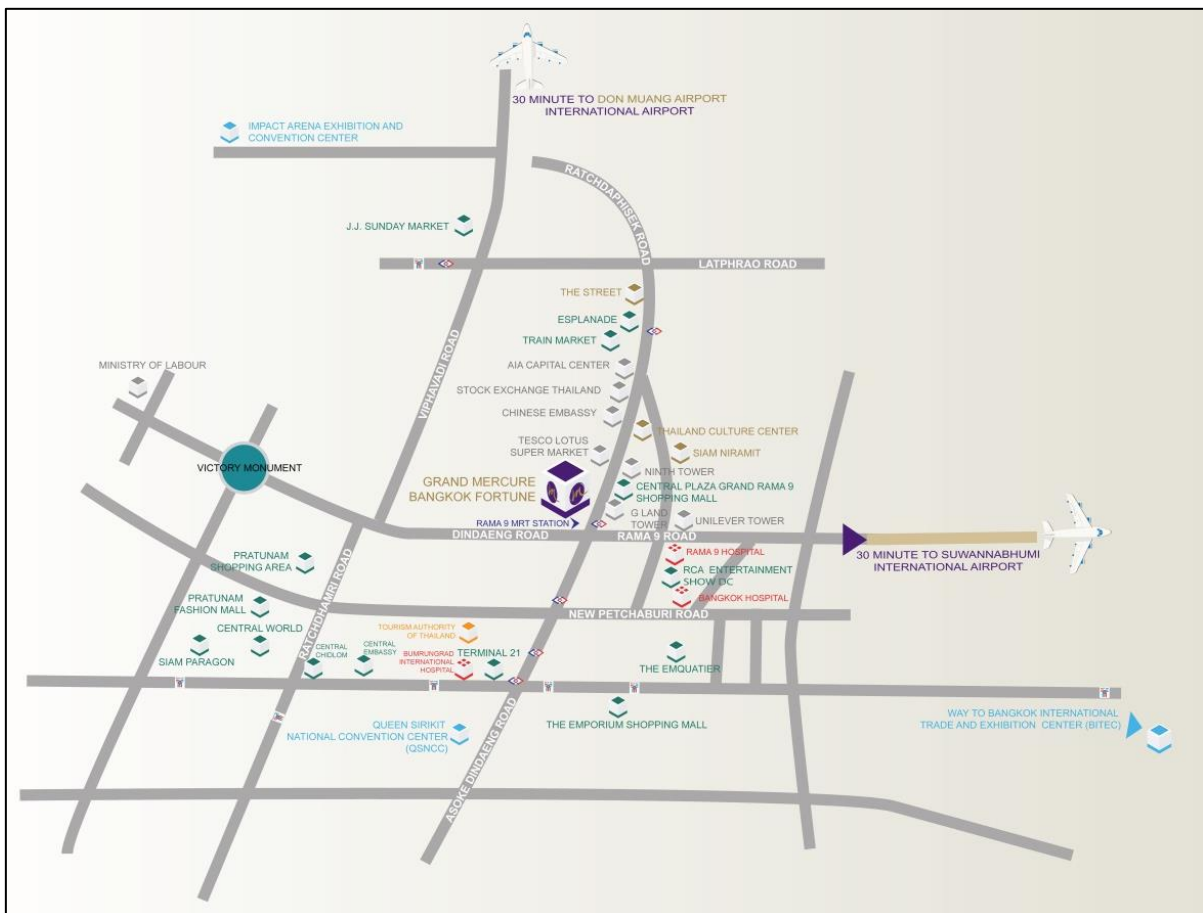 30 MINUTE TO DON MUANG AIRPORT
INTERNATIONAL AIRPORT
IMPACT ARENA EXHIBITION AND
CONVENTION CENTER
RATCHDAPHISEK ROAD
J.J. SUNDAY MARKET
LATPHRAO ROAD
THE STREET
ESPLANADE
TRAIN MARKET
VIPHAVADI ROAD
MINISTRY OF LABOUR
AIA CAPITAL CENTER
STOCK EXCHANGE THAILAND
CHINESE EMBASSY
THAILAND CULTURE CENTER
TESCO LOTUS
SUPER MARKET
SIAM NIRAMIT
VICTORY MONUMENT
NINTH TOWER
GRAND MERCURE
BANGKOK FORTUNE
CENTRAL PLAZA GRAND RAMA 9
SHOPPING MALL
RAMA 9 MRT STATION
G LAND
TOWER
UNILEVER TOWER
DINDAENG ROAD
RAMA 9 ROAD
30 MINUTE TO SUWANNABHUMI
INTERNATIONAL AIRPORT
PRATUNAM
SHOPPING AREA
RATCHDHAMRI ROAD
RAMA 9 HOSPITAL
RCA ENTERTAINMENT
SHOW DC
BANGKOK HOSPITAL
PRATUNAM
FASHION MALL
NEW PETCHABURI ROAD
CENTRAL WORLD
TOURISM AUTHORITY
OF THAILAND
SIAM PARAGON
CENTRAL
CHIDLOM
CENTRAL
EMBASSY
BUMRUNGRAD
INTERNATIONAL
HOSPITAL
TERMINAL 21
THE EMQUATIER
QUEEN SIRIKIT
NATIONAL CONVENTION CENTER
(QSNCC)
ASOKE DINDAENG ROAD
THE EMPORIUM SHOPPING MALL
WAY TO BANGKOK INTERNATIONAL
TRADE AND EXHIBITION CENTER (BITEC)